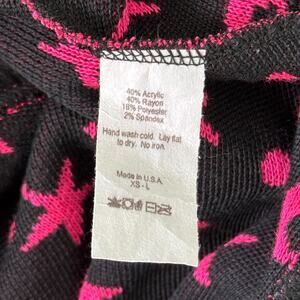 40% Acrylic
40% Rayon
18% Polyester
2% Spandex
Hand wash cold. Lay flat
to dry. No iron.
Made in U.S.A.
XS - L